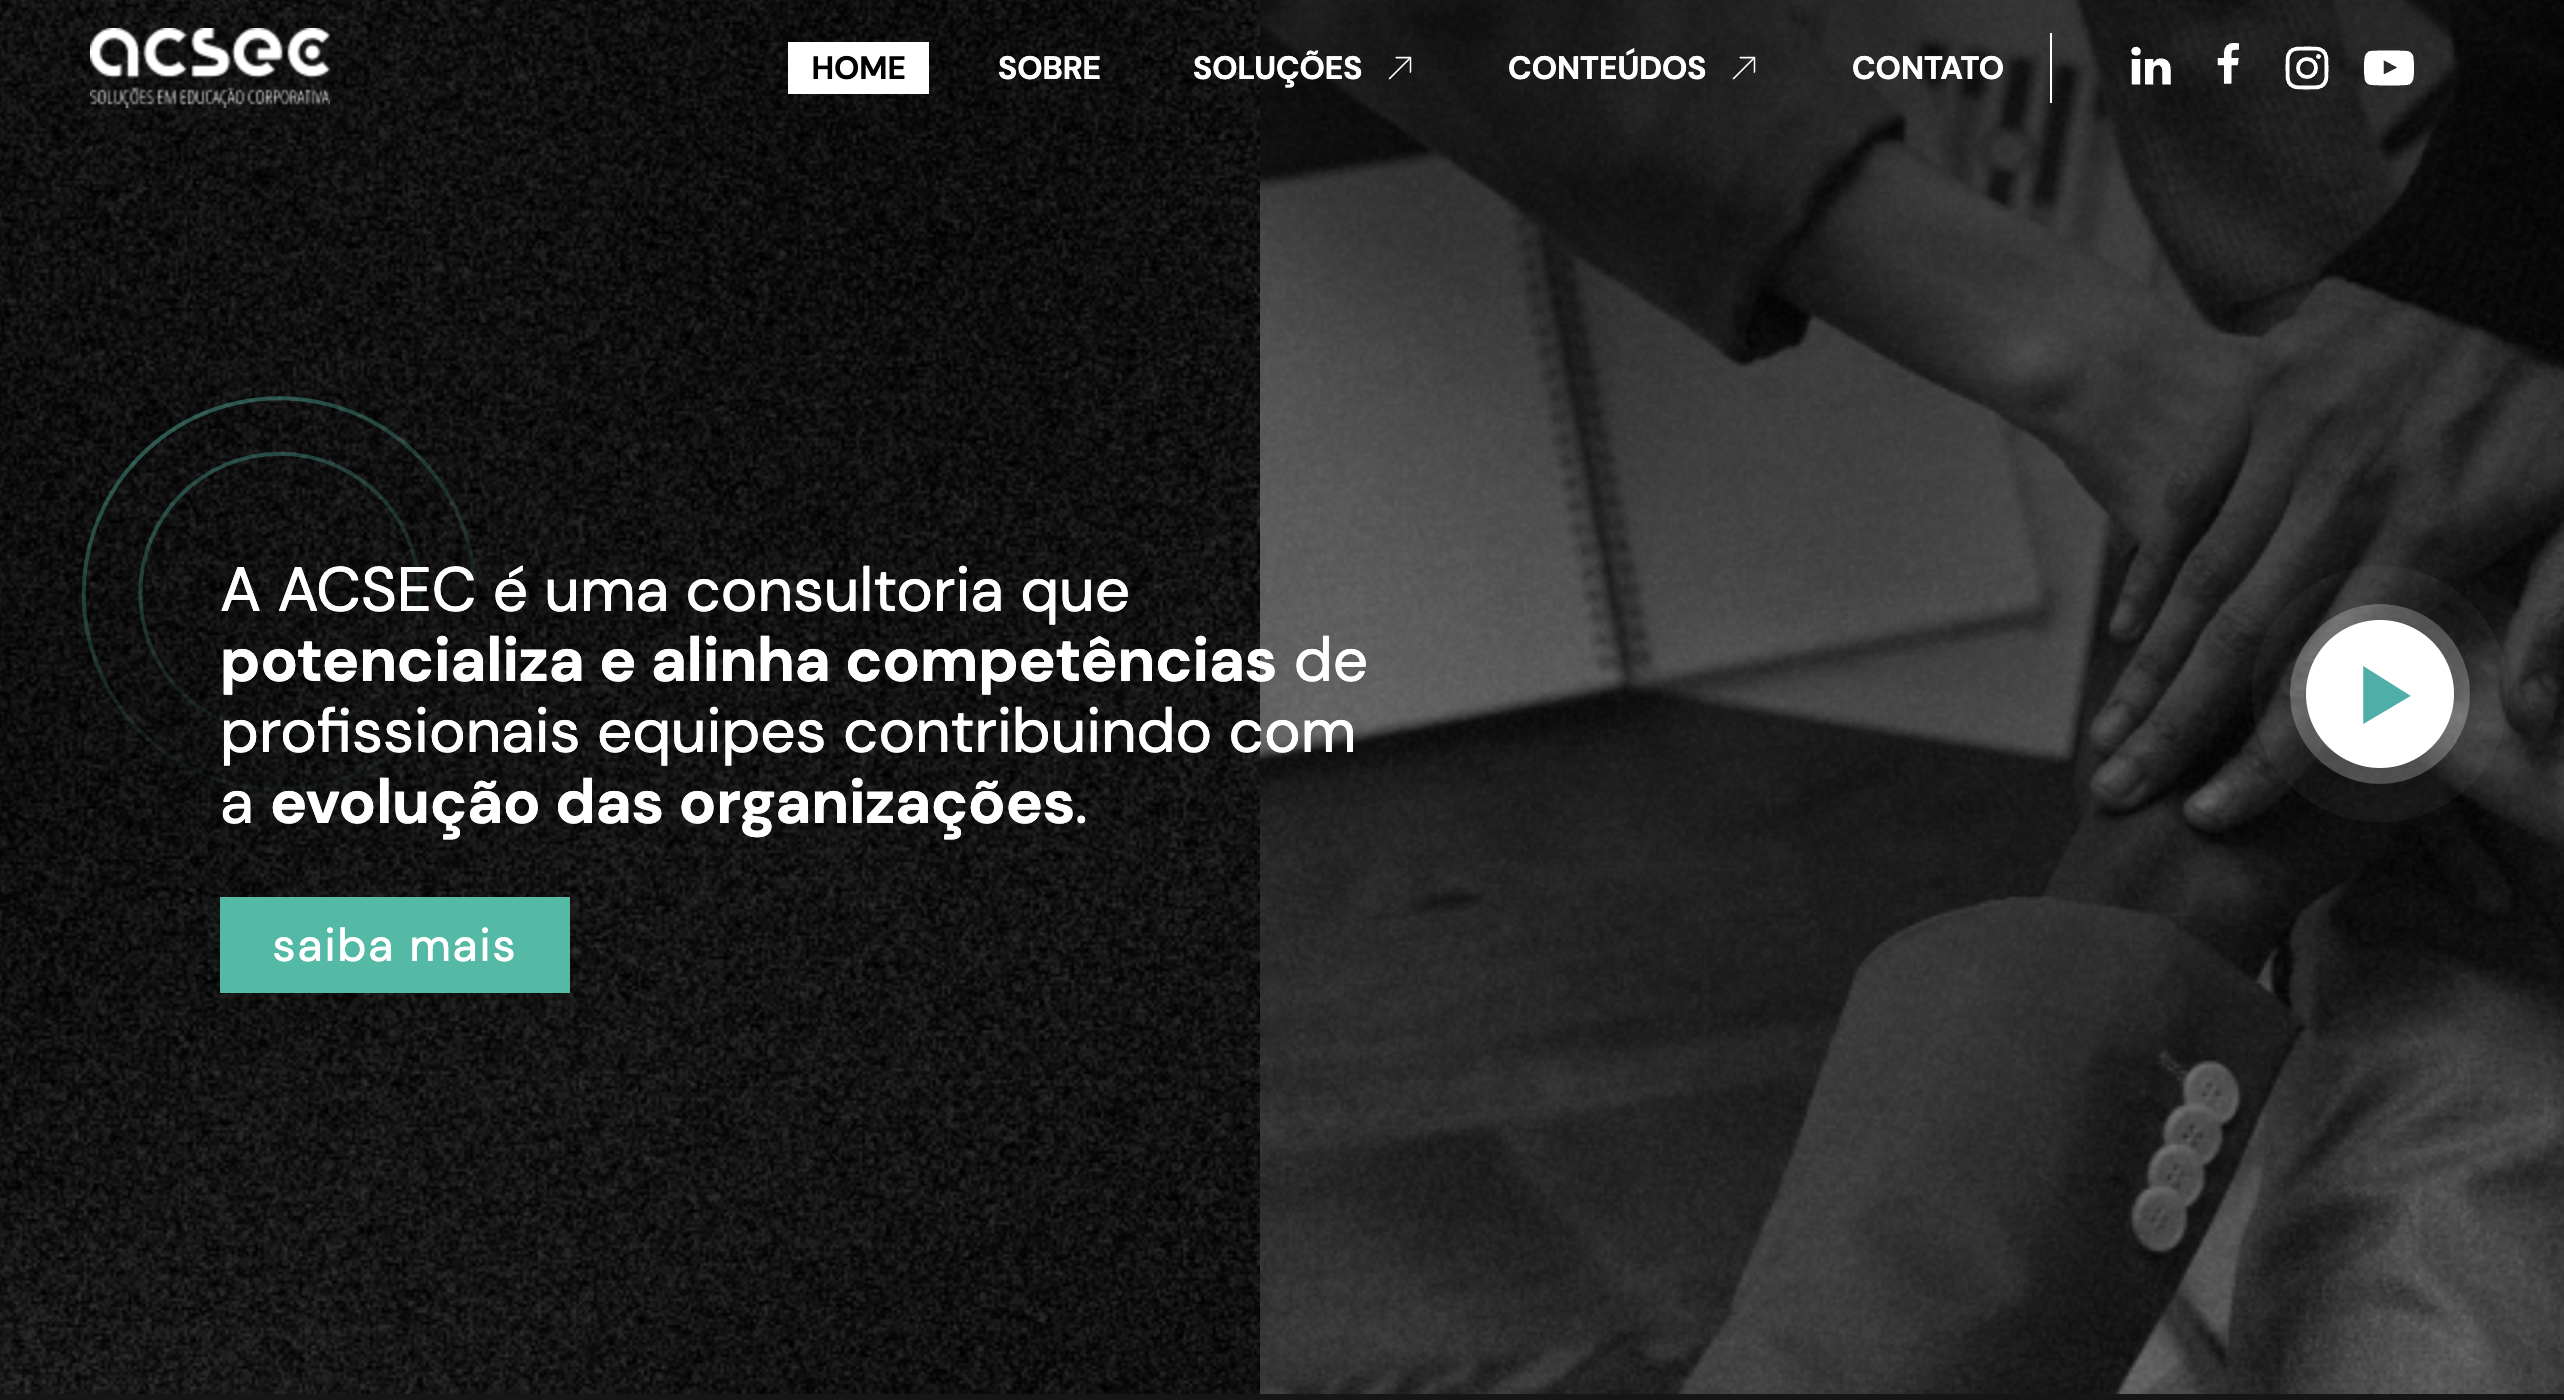 acsec
SOLUÇÕES EM EDUCAÇÃO CORPORATIVA
HOME
SOBRE
SOLUÇÕES
CONTEÚDOS
CONTATO
A ACSEC é uma consultoria que
potencializa e alinha competências de
profissionais equipes contribuindo com
a evolução das organizações.
saiba mais